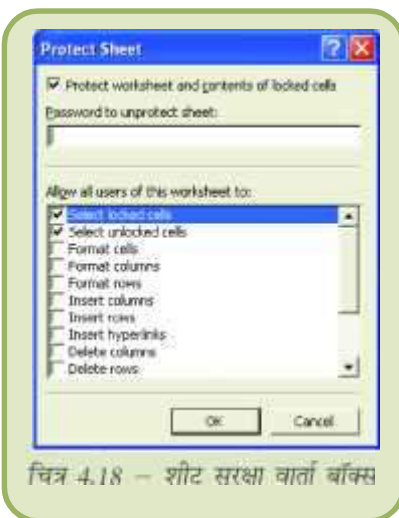 Protect Sheet
Protect worksheet and contents of locked cells
Password to unprotect sheet:
Allow all users of this worksheet to:
Select locked cells
Select unlocked cells
Format cells
Format columns
Format rows
Insert columns
Insert rows
Insert hyperlinks
Delete columns
Delete rows
OK
Cancel
चित्र 4.18 – शीट सरक्षा वार्ता बॉक्स